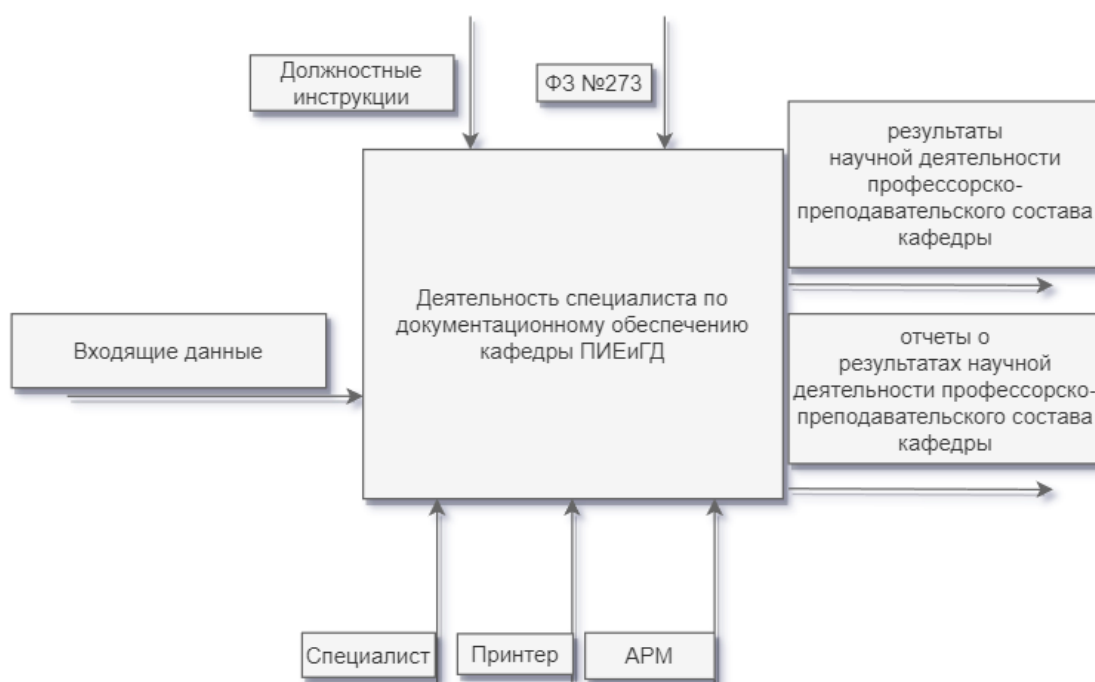 Должностные
инструкции
ФЗ №273
результаты
научной деятельности
профессорско-
преподавательского состава
кафедры
Деятельность специалиста по
документационному обеспечению
кафедры ПИЕиГД
Входящие данные
отчеты о
результатах научной
деятельности профессорско-
преподавательского состава
кафедры
Специалист
Принтер
АРМ